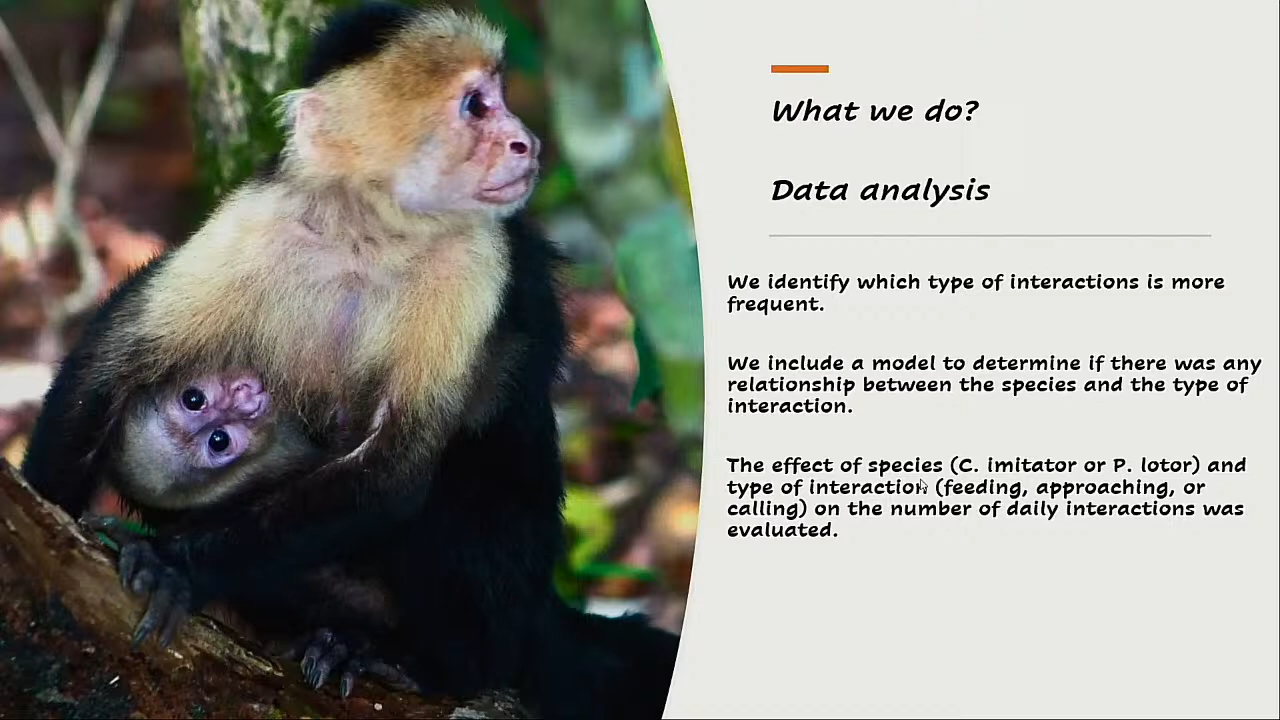 What we do?
Data analysis
We identify which type of interactions is more
frequent.
We include a model to determine if there was any
relationship between the species and the type of
interaction.
The effect of species (C. imitator or P. lotor) and
type of interaction (feeding, approaching, or
calling) on the number of daily interactions was
evaluated.